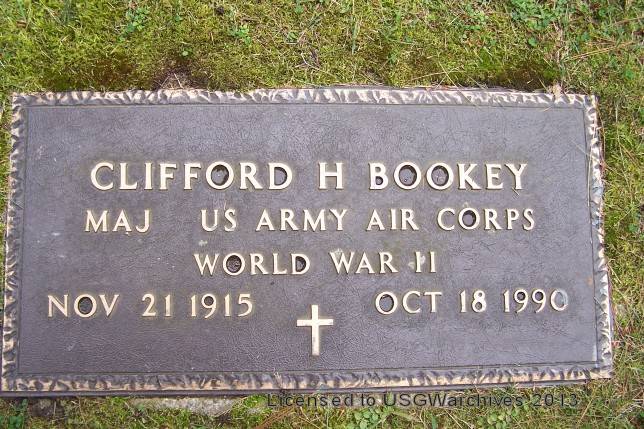 CLIFFORD H BOOKEY
MAJ US ARMY AIR CORPS
WORLD WAR II
NOV 21 1915 OCT 18 1990
Licensed to USGWarchives 2013